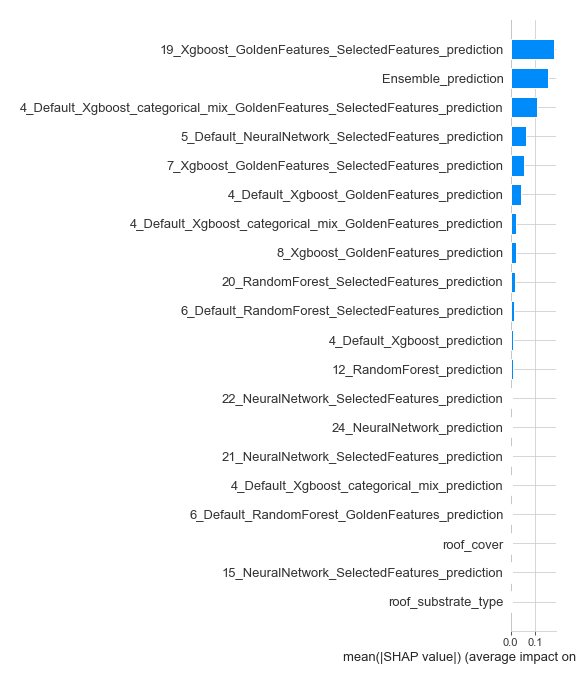 19_Xgboost_GoldenFeatures_SelectedFeatures_prediction
Ensemble_prediction
4_Default_Xgboost_categorical_mix_GoldenFeatures_SelectedFeatures_prediction
5_Default_NeuralNetwork_SelectedFeatures_prediction
7_Xgboost_GoldenFeatures_SelectedFeatures_prediction
4_Default_Xgboost_GoldenFeatures_prediction
4_Default_Xgboost_categorical_mix_GoldenFeatures_prediction
8_Xgboost_GoldenFeatures_prediction
20_RandomForest_SelectedFeatures_prediction
6_Default_RandomForest_SelectedFeatures_prediction
4_Default_Xgboost_prediction
12_RandomForest_prediction
22_NeuralNetwork_SelectedFeatures_prediction
24_NeuralNetwork_prediction
21_NeuralNetwork_SelectedFeatures_prediction
4_Default_Xgboost_categorical_mix_prediction
6_Default_RandomForest_GoldenFeatures_prediction
roof_cover
15_NeuralNetwork_SelectedFeatures_prediction
roof_substrate_type
0.0 0.1
mean(|SHAP value|) (average impact on